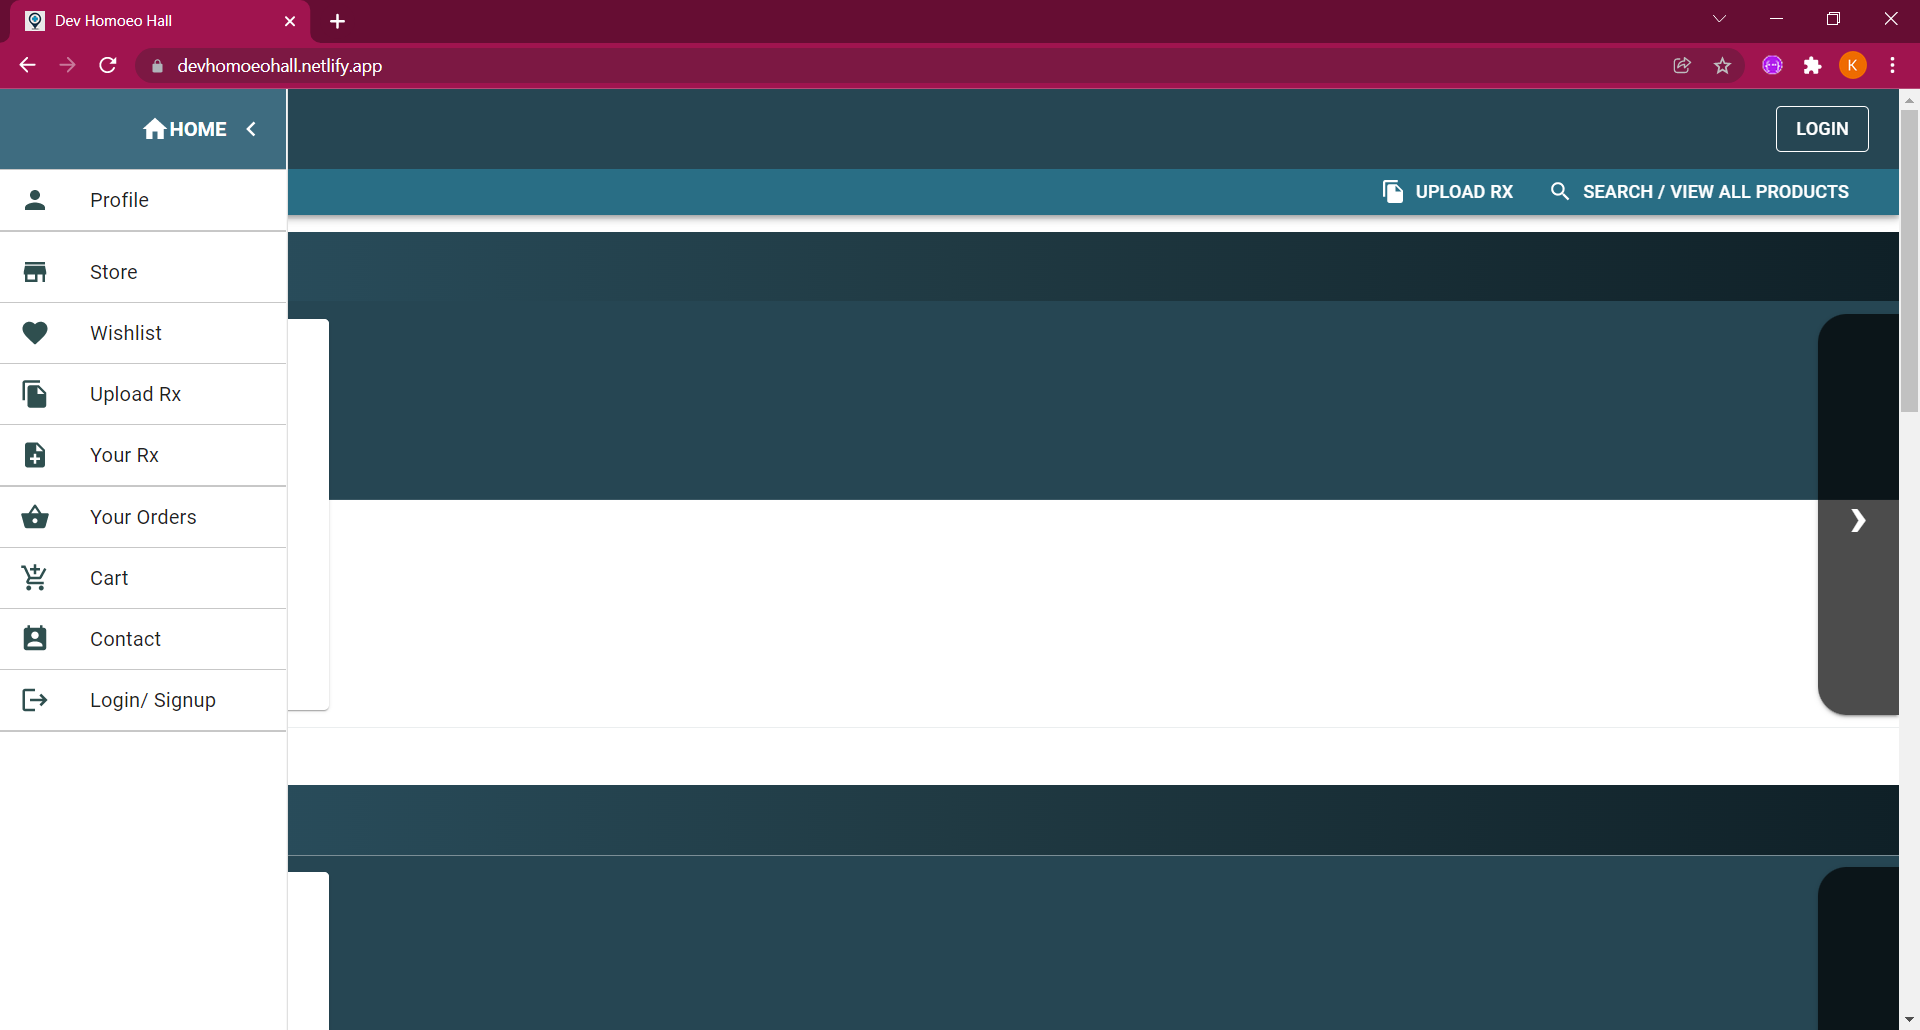 Dev Homoeo Hall
devhomoeohall.netlify.app
K
HOME
LOGIN
UPLOAD RX
SEARCH / VIEW ALL PRODUCTS
Profile
Store
Wishlist
Upload Rx
Your Rx
Your Orders
Cart
Contact
Login/ Signup